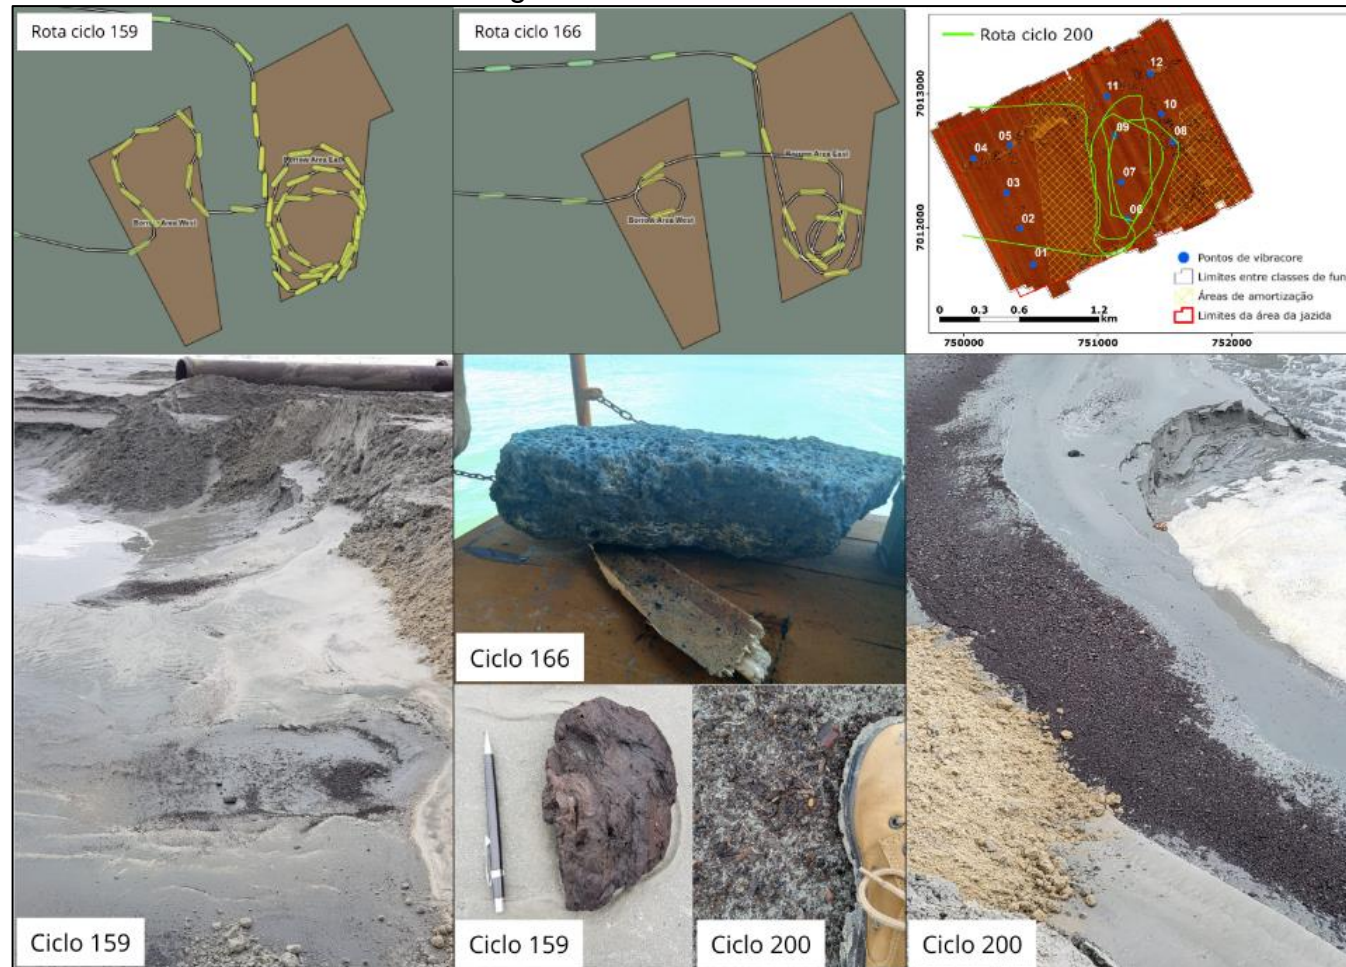 Rota ciclo 159
Borrow Area East
Borrow Area West
Rota ciclo 166
Borrow Area East
Borrow Area West
Rota ciclo 200
7013000
7012000
12
11
10
09
08
05
04
07
03
06
02
01
Pontos de vibracore
Limites entre classes de fun
Áreas de amortização
Limites da área da jazida
0 0.3 0.6 1.2
km
750000 751000 752000
Ciclo 159
Ciclo 166
Ciclo 159
Ciclo 200
Ciclo 200